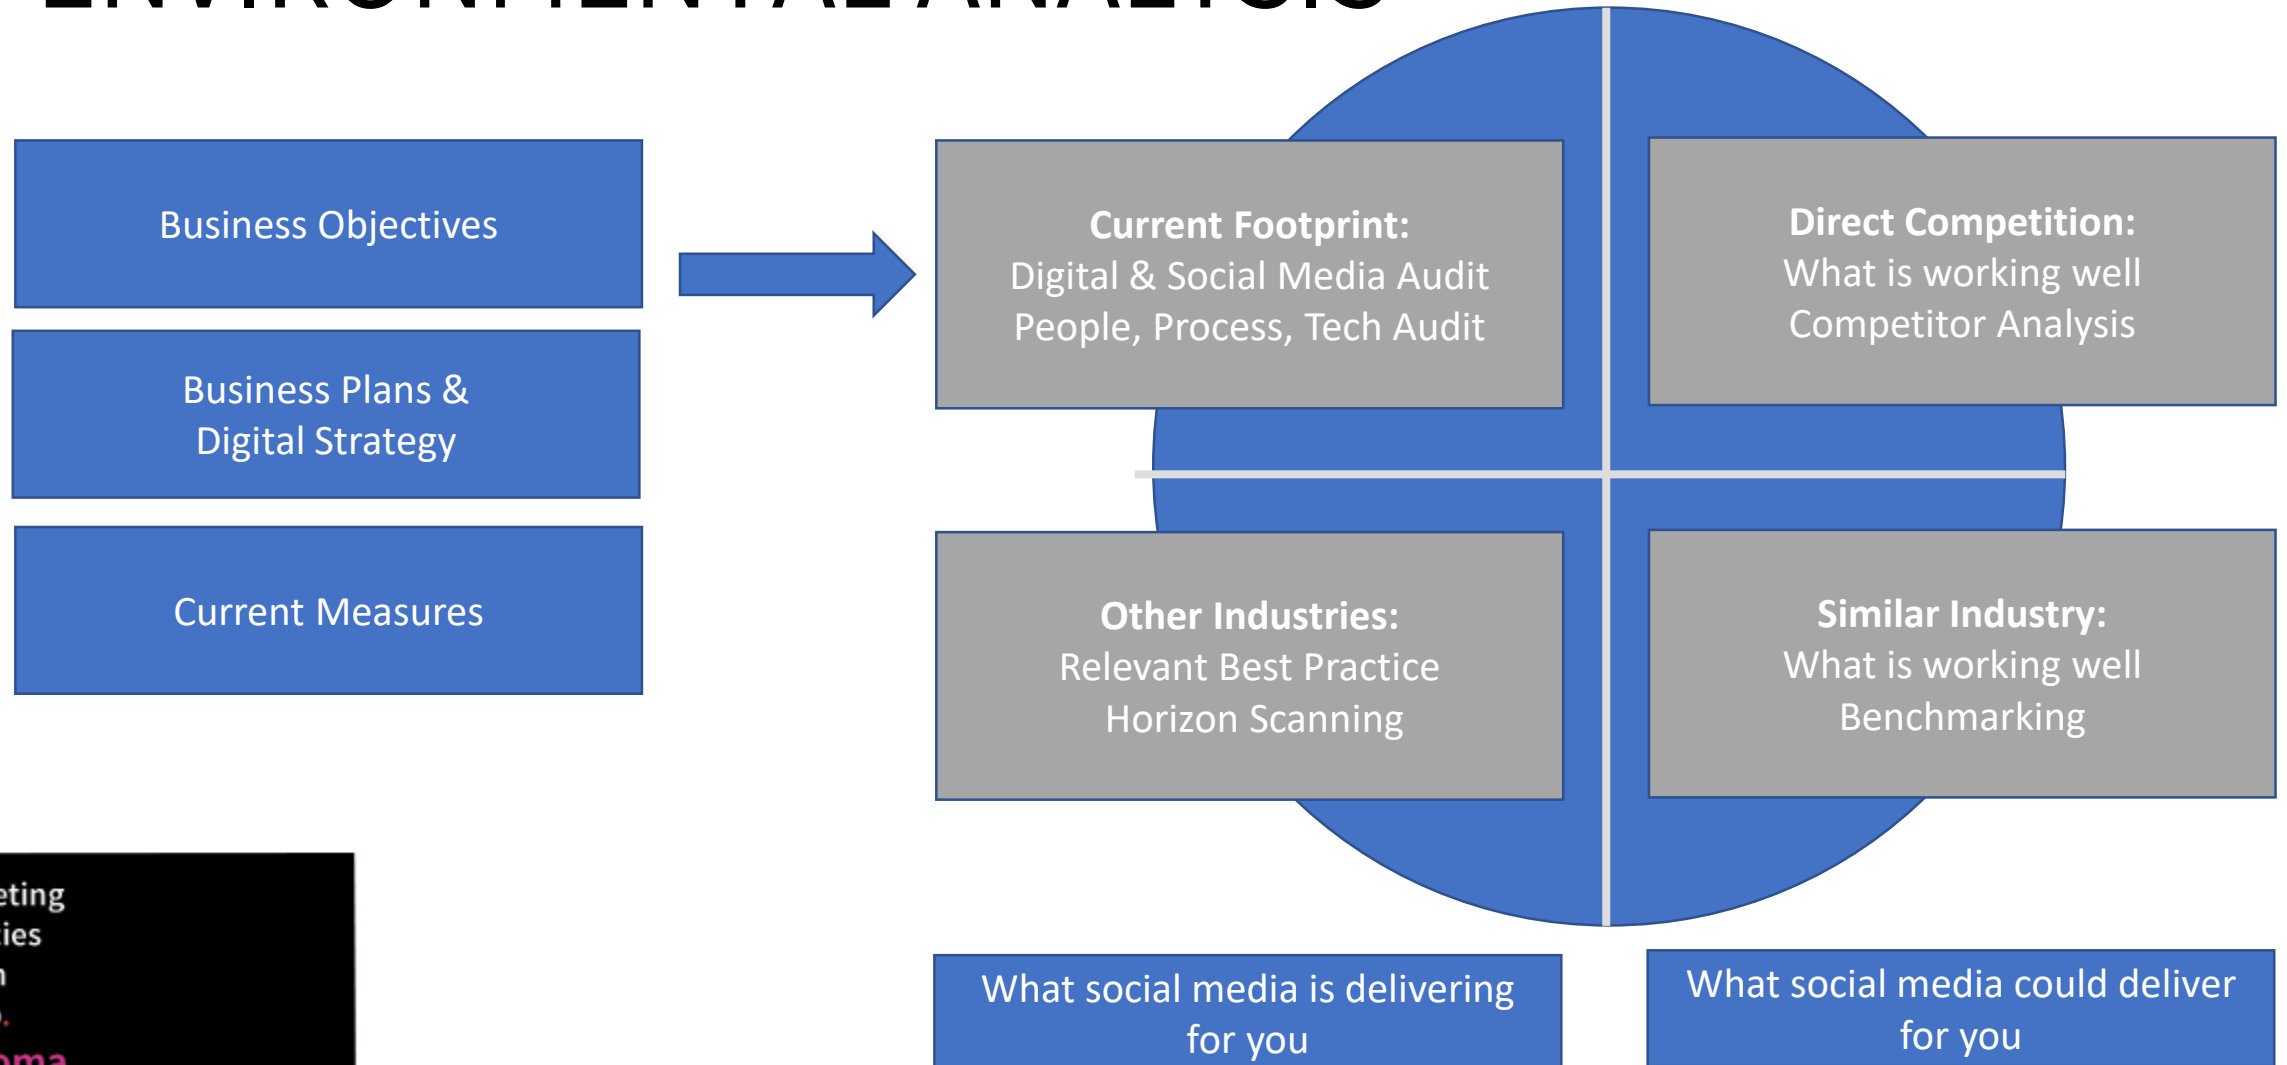 ENVIRONMENTAL ANALYSIS
Business Objectives
Business Plans &
Digital Strategy
Current Measures
Current Footprint:
Digital & Social Media Audit
People, Process, Tech Audit
Direct Competition:
What is working well
Competitor Analysis
Other Industries:
Relevant Best Practice
Horizon Scanning
Similar Industry:
What is working well
Benchmarking
What social media is delivering
for you
What social media could deliver
for you